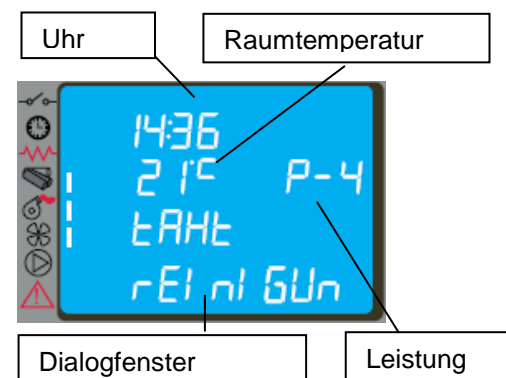 Uhr
Raumtemperatur
14:36
21°C P-4
tAHt
rEInIGUn
Dialogfenster
Leistung